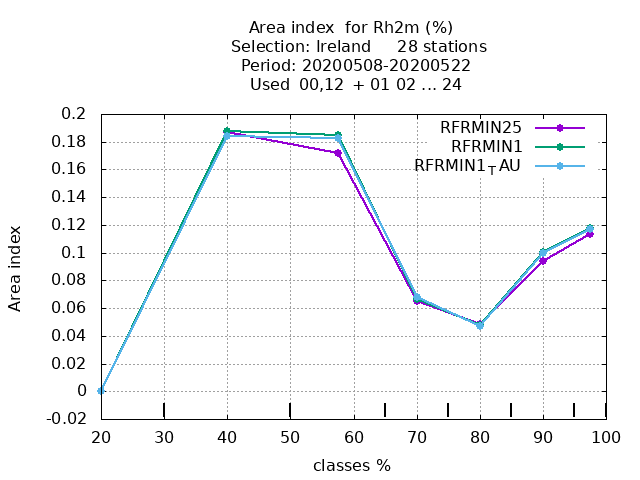 Area index  for Rh2m (%)
Selection: Ireland     28 stations
Period: 20200508-20200522
Used  00,12  + 01 02 ... 24
RFRMIN25
RFRMIN1
RFRMIN1_TAU
0.2
0.18
0.16
0.14
0.12
0.1
0.08
0.06
0.04
0.02
0
-0.02
Area index
20 30 40 50 60 70 80 90 100
classes %